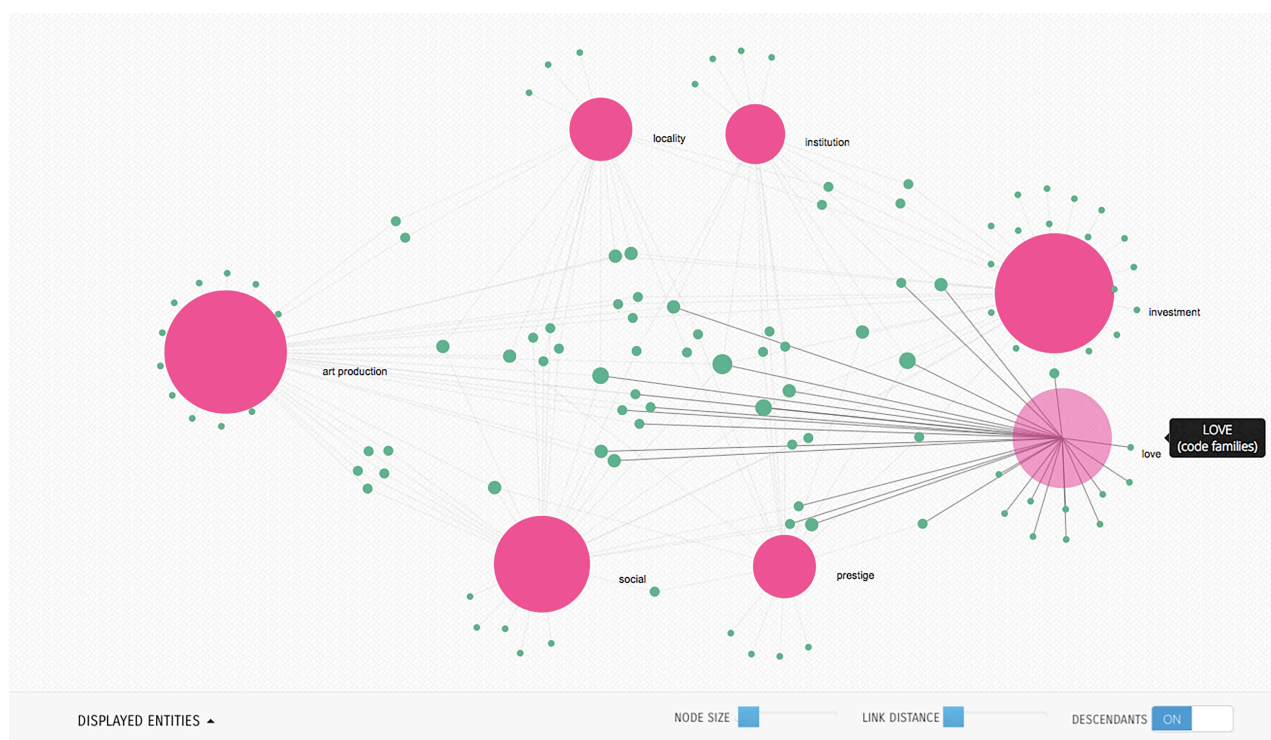 locality
institution
investment
art production
LOVE
(code families)
love
social
prestige
DISPLAYED ENTITIES
NODE SIZE
LINK DISTANCE
DESCENDANTS
ON